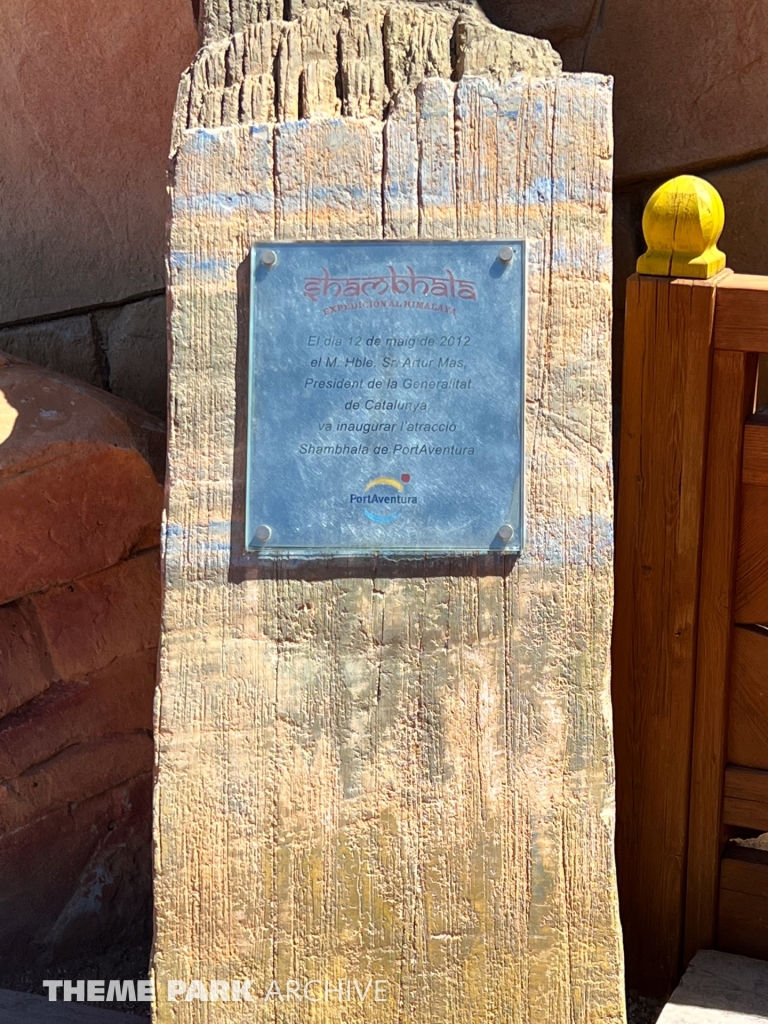 shambhala
EXPEDICIÓN AL HIMALAYA
El dia 12 de maig de 2012
el M. Hble. Sr. Artur Mas,
President de la Generalitat
de Catalunya
va inaugurar l'atracció
Shambhala de PortAventura
PortAventura
THEME PARK ARCHIVE